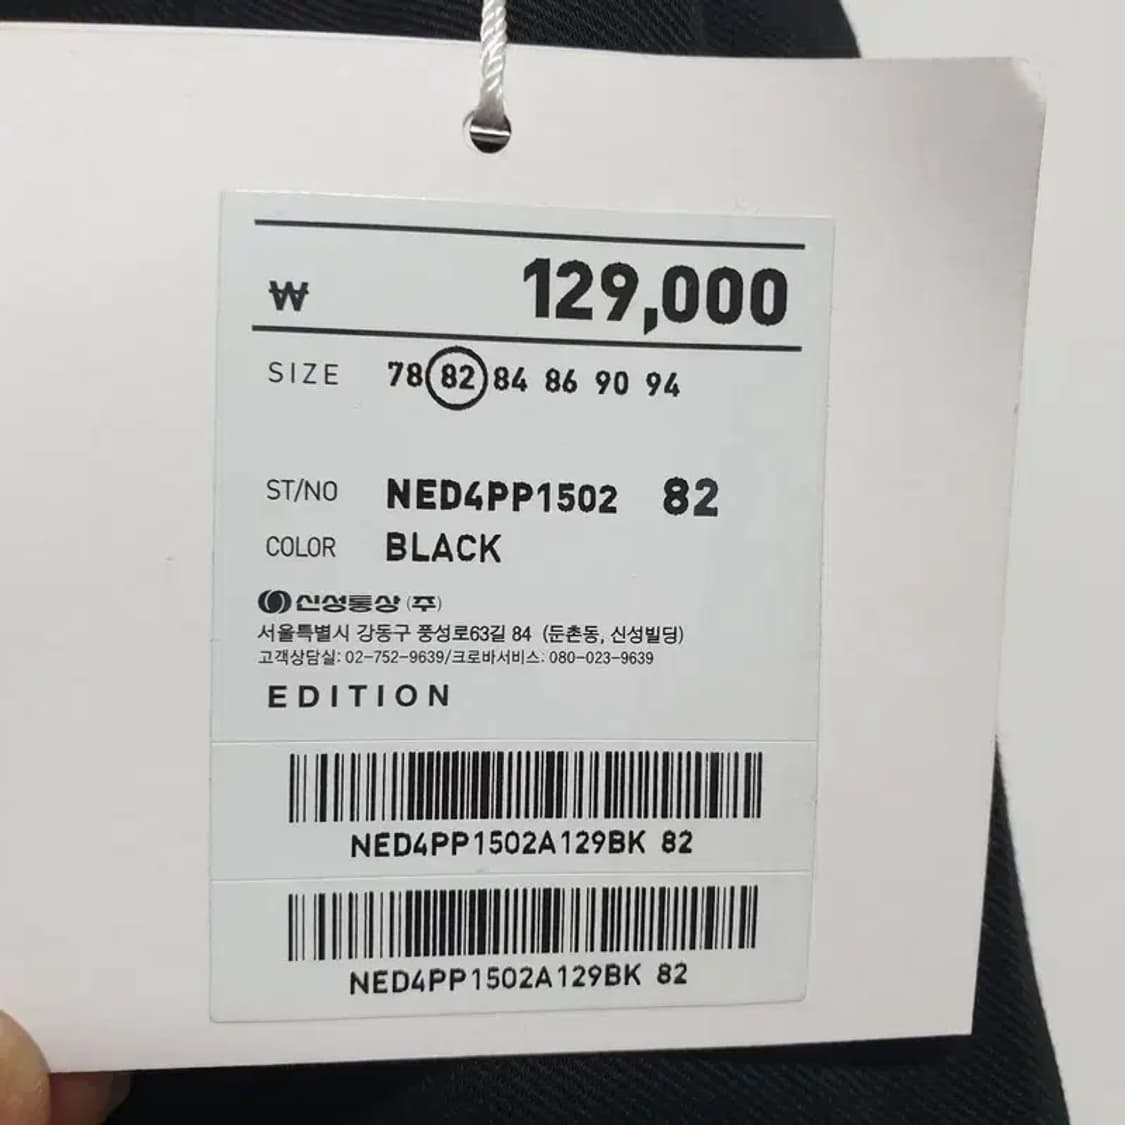 ₩ 129,000
SIZE 78 82 84 86 90 94
ST/NO NED4PP1502 82
COLOR BLACK
신성통상 (주)
서울특별시 강동구 풍성로63길 84 (둔촌동, 신성빌딩)
고객상담실: 02-752-9639/크로바서비스: 080-023-9639
EDITION
NED4PP1502A129BK 82
NED4PP1502A129BK 82